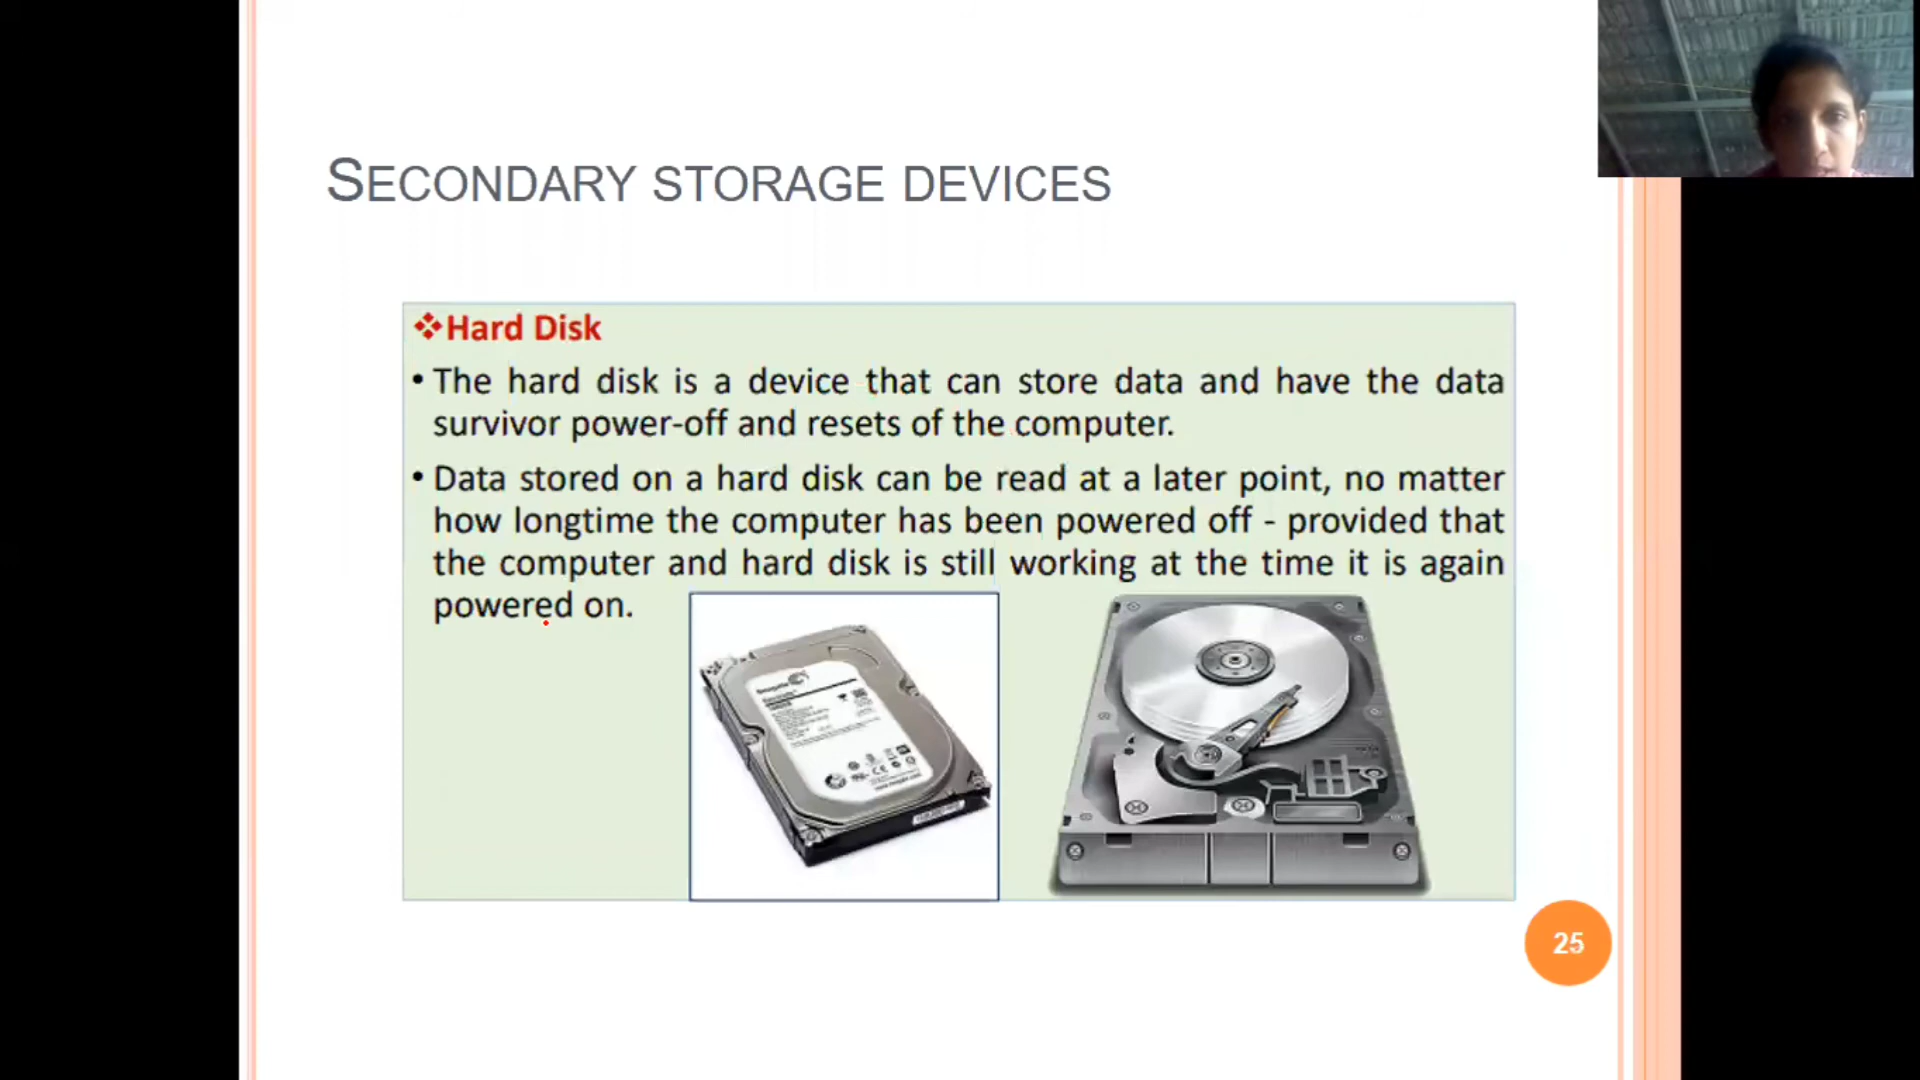 SECONDARY STORAGE DEVICES
❖Hard Disk
• The hard disk is a device that can store data and have the data
survivor power-off and resets of the computer.
• Data stored on a hard disk can be read at a later point, no matter
how longtime the computer has been powered off - provided that
the computer and hard disk is still working at the time it is again
powered on.
Seagate
25